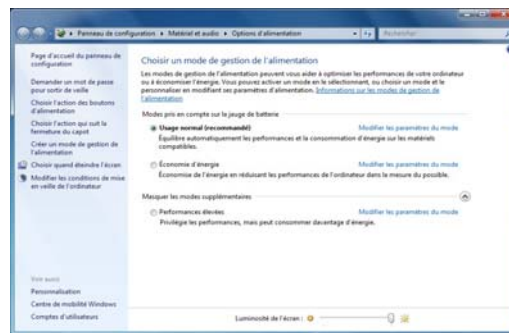 Panneau de configuration ▸ Matériel et audio ▸ Options d'alimentation
Rechercher
Page d'accueil du panneau de
configuration
Demander un mot de passe
pour sortir de veille
Choisir l'action des boutons
d'alimentation
Choisir l'action qui suit la
fermeture du capot
Créer un mode de gestion de
l'alimentation
Choisir quand éteindre l'écran
Modifier les conditions de mise
en veille de l'ordinateur
Voir aussi
Personnalisation
Centre de mobilité Windows
Comptes d'utilisateurs
Choisir un mode de gestion de l'alimentation
Les modes de gestion de l'alimentation peuvent vous aider à optimiser les performances de votre ordinateur
ou à économiser l'énergie. Vous pouvez activer un mode en le sélectionnant, ou choisir un mode et le
personnaliser en modifiant ses paramètres d'alimentation. Informations sur les modes de gestion de
l'alimentation
Modes pris en compte sur la jauge de batterie
Usage normal (recommandé) Modifier les paramètres du mode
Équilibre automatiquement les performances et la consommation d'énergie sur les matériels
compatibles.
Économie d'énergie Modifier les paramètres du mode
Économise de l'énergie en réduisant les performances de l'ordinateur dans la mesure du possible.
Masquer les modes supplémentaires
Performances élevées Modifier les paramètres du mode
Privilégie les performances, mais peut consommer davantage d'énergie.
Luminosité de l'écran :